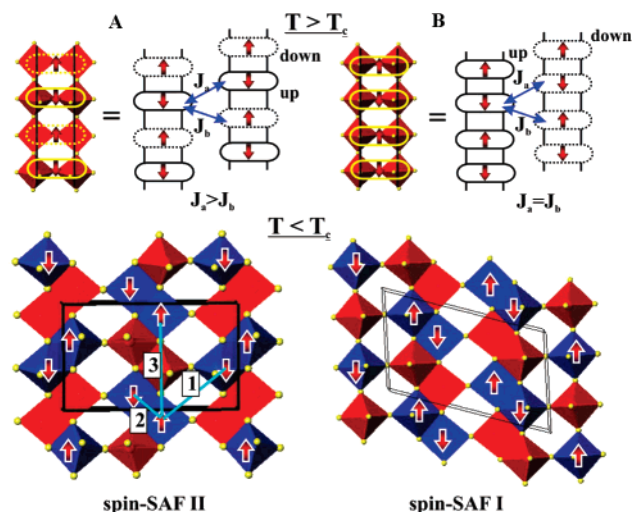 A
T > Tc
B
down
up
Ja
Jb
Ja>Jb
=
up
down
Ja
Jb
Ja=Jb
=
T < Tc
1
2
3
spin-SAF II
spin-SAF I